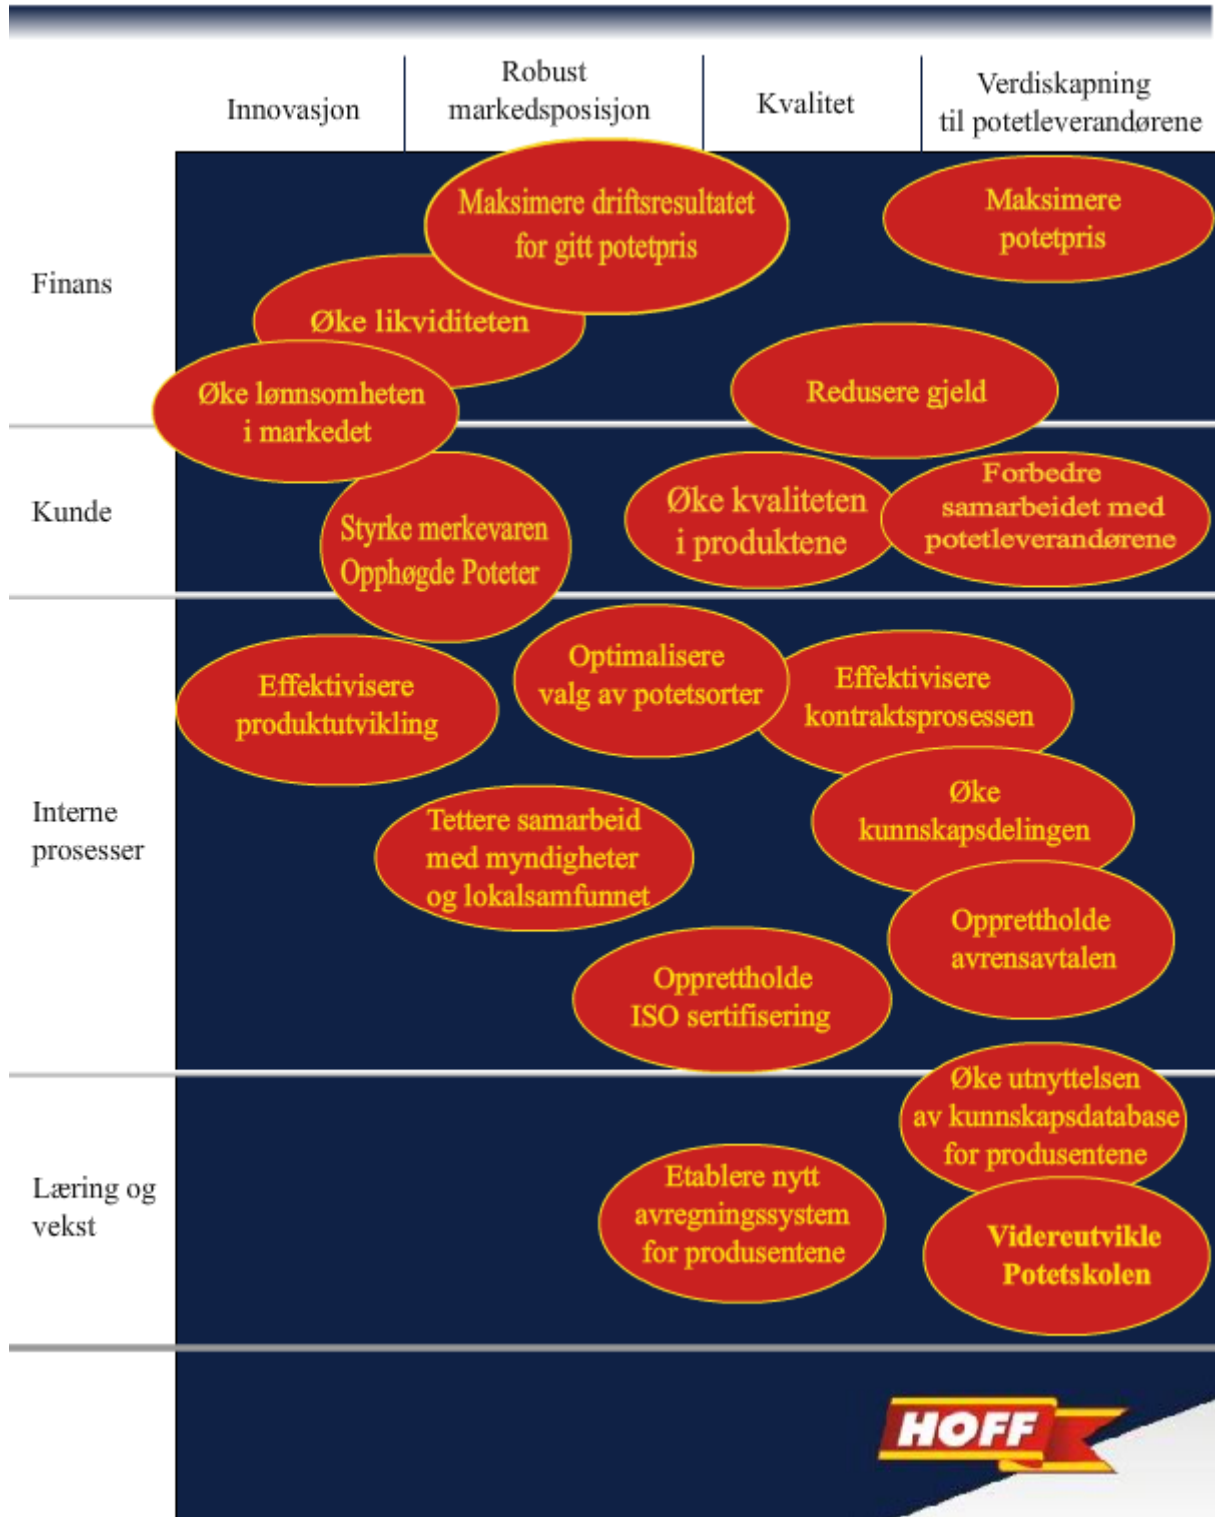 Innovasjon
Robust
markedsposisjon
Kvalitet
Verdiskapning
til potetleverandørene
Finans
Maksimere driftsresultatet
for gitt potetpris
Maksimere
potetpris
Øke likviditeten
Øke lønnsomheten
i markedet
Redusere gjeld
Kunde
Styrke merkevaren
Opphøgde Poteter
Øke kvaliteten
i produktene
Forbedre
samarbeidet med
potetleverandørene
Interne
prosesser
Effektivisere
produktutvikling
Optimalisere
valg av potetsorter
Effektivisere
kontraktsprosessen
Tettere samarbeid
med myndigheter
og lokalsamfunnet
Øke
kunnskapsdelingen
Opprettholde
avrensavtalen
Opprettholde
ISO sertifisering
Læring og
vekst
Øke utnyttelsen
av kunnskapsdatabase
for produsentene
Etablere nytt
avregningssystem
for produsentene
Videreutvikle
Potetskolen
HOFF